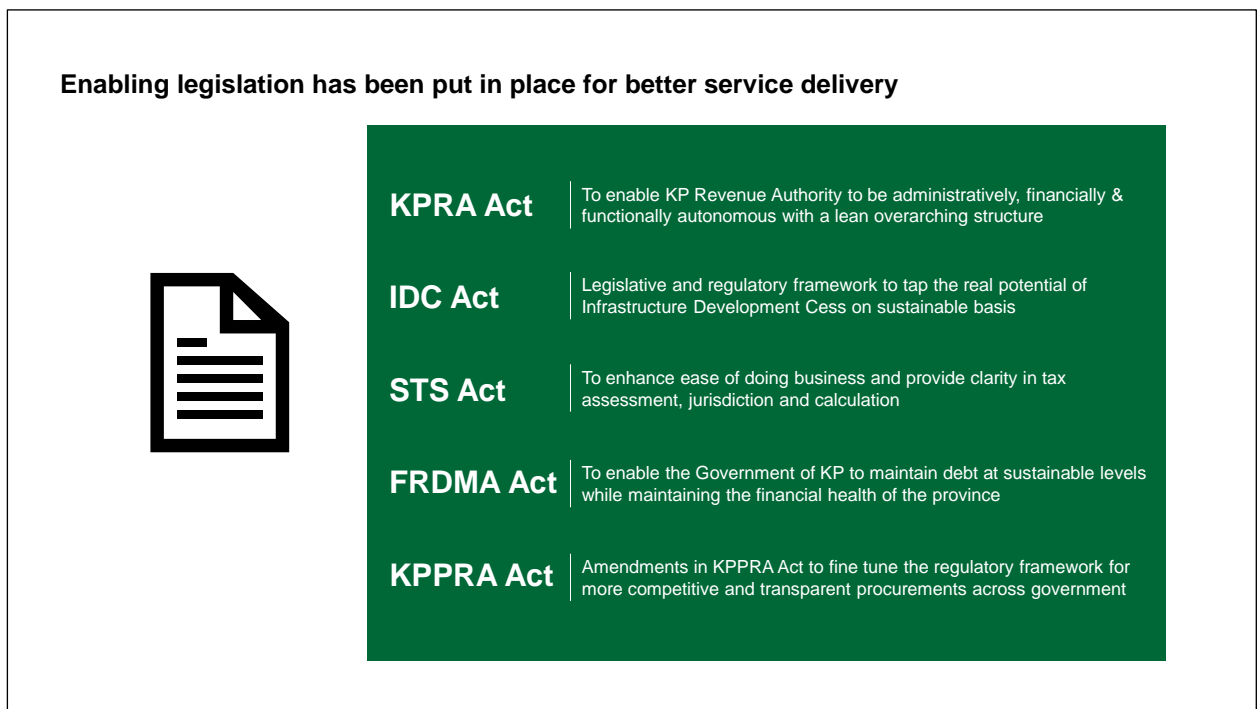 Enabling legislation has been put in place for better service delivery
KPRA Act
To enable KP Revenue Authority to be administratively, financially &
functionally autonomous with a lean overarching structure
IDC Act
Legislative and regulatory framework to tap the real potential of
Infrastructure Development Cess on sustainable basis
STS Act
To enhance ease of doing business and provide clarity in tax
assessment, jurisdiction and calculation
FRDMA Act
To enable the Government of KP to maintain debt at sustainable levels
while maintaining the financial health of the province
KPPRA Act
Amendments in KPPRA Act to fine tune the regulatory framework for
more competitive and transparent procurements across government